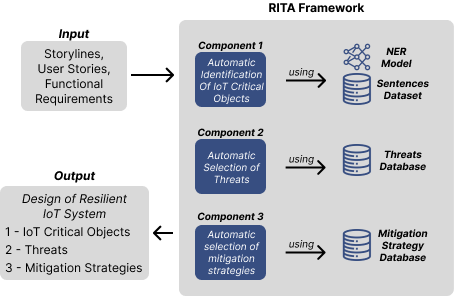 RITA Framework
Input
Storylines,
User Stories,
Functional
Requirements
Component 1
Automatic
Identification
Of IoT Critical
Objects
using
NER
Model
Sentences
Dataset
Component 2
Automatic
Selection of
Threats
using
Threats
Database
Component 3
Automatic
selection of
mitigation
strategies
using
Mitigation
Strategy
Database
Output
Design of Resilient
IoT System
1 - IoT Critical Objects
2 - Threats
3 - Mitigation Strategies